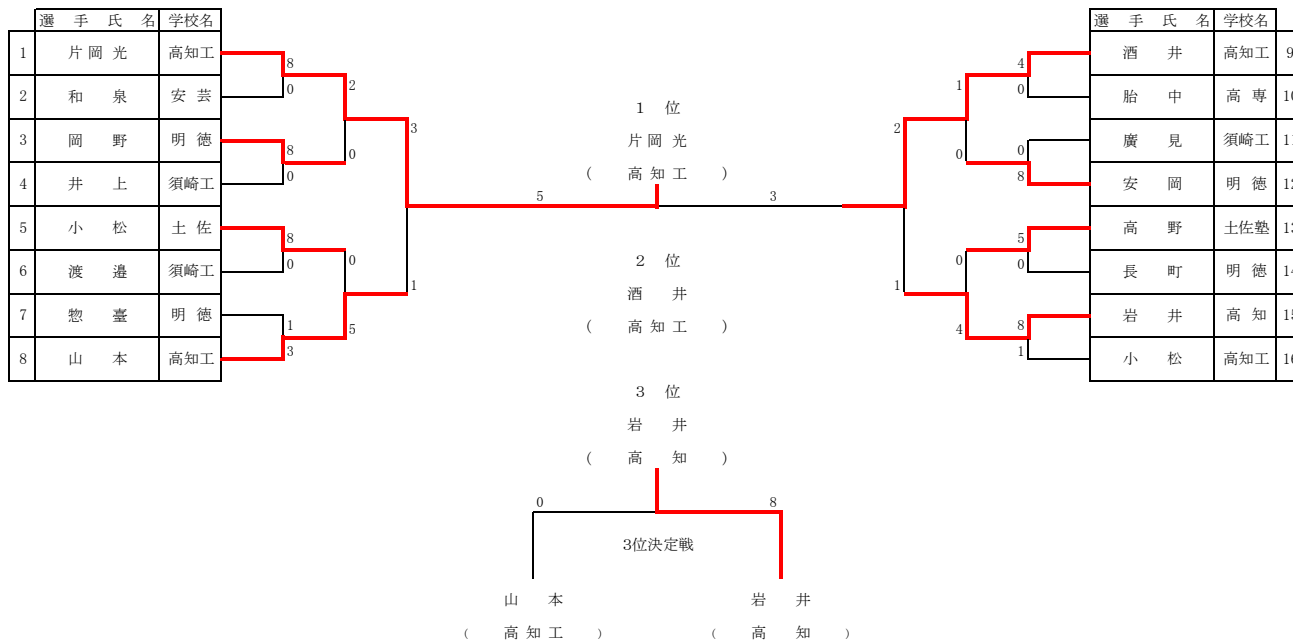 選手氏名 学校名
1 片岡光 高知工
2 和泉 安芸
3 岡野 明徳
4 井上 須崎工
5 小松 土佐
6 渡邉 須崎工
7 惣臺 明徳
8 山本 高知工
8
0
8
0
8
0
1
3
2
0
0
5
3
1
5
1位
片岡光
(高知工)
3
2位
酒井
(高知工)
3位
岩井
(高知)
0
8
3位決定戦
山本
(高知工)
岩井
(高知)
2
1
1
0
0
4
4
0
0
8
5
0
8
1
選手氏名 学校名
酒井 高知工 9
胎中 高専 10
廣見 須崎工 11
安岡 明徳 12
高野 土佐塾 13
長町 明徳 14
岩井 高知 15
小松 高知工 16